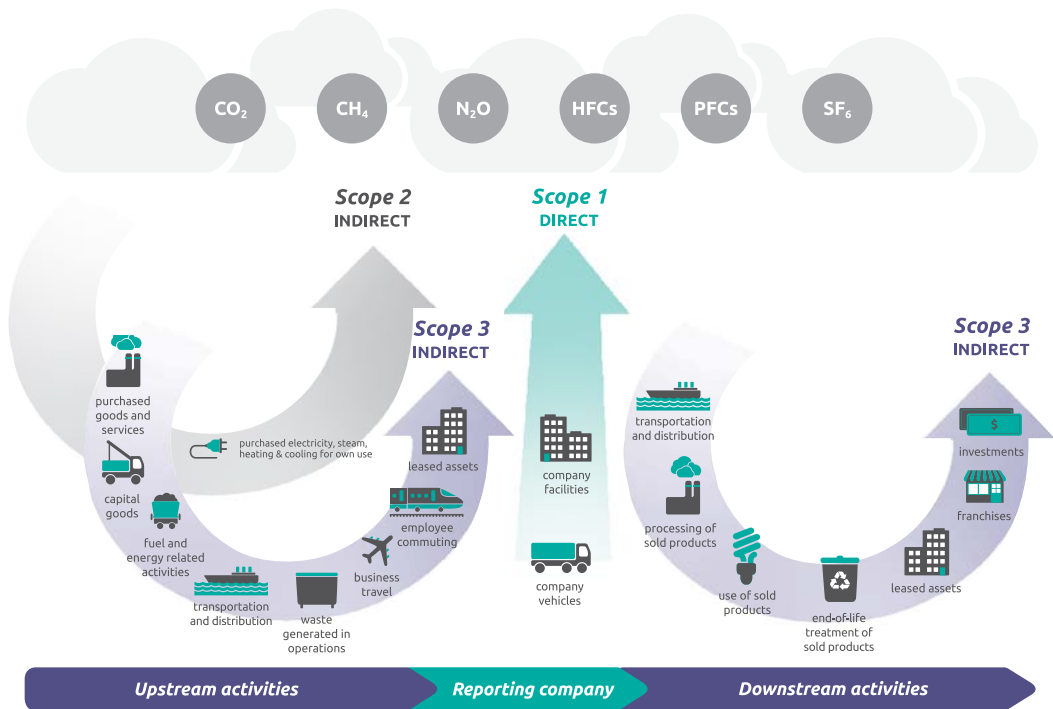 CO₂
CH₄
N₂O
HFCs
PFCs
SF₆
Scope 2
INDIRECT
Scope 1
DIRECT
Scope 3
INDIRECT
Scope 3
INDIRECT
purchased
goods and
services
capital
goods
fuel and
energy related
activities
purchased electricity, steam,
heating & cooling for own use
transportation
and distribution
waste
generated in
operations
business
travel
employee
commuting
leased assets
company
facilities
company
vehicles
transportation
and distribution
processing of
sold products
use of sold
products
end-of-life
treatment of
sold products
leased assets
franchises
$
investments
Upstream activities
Reporting company
Downstream activities